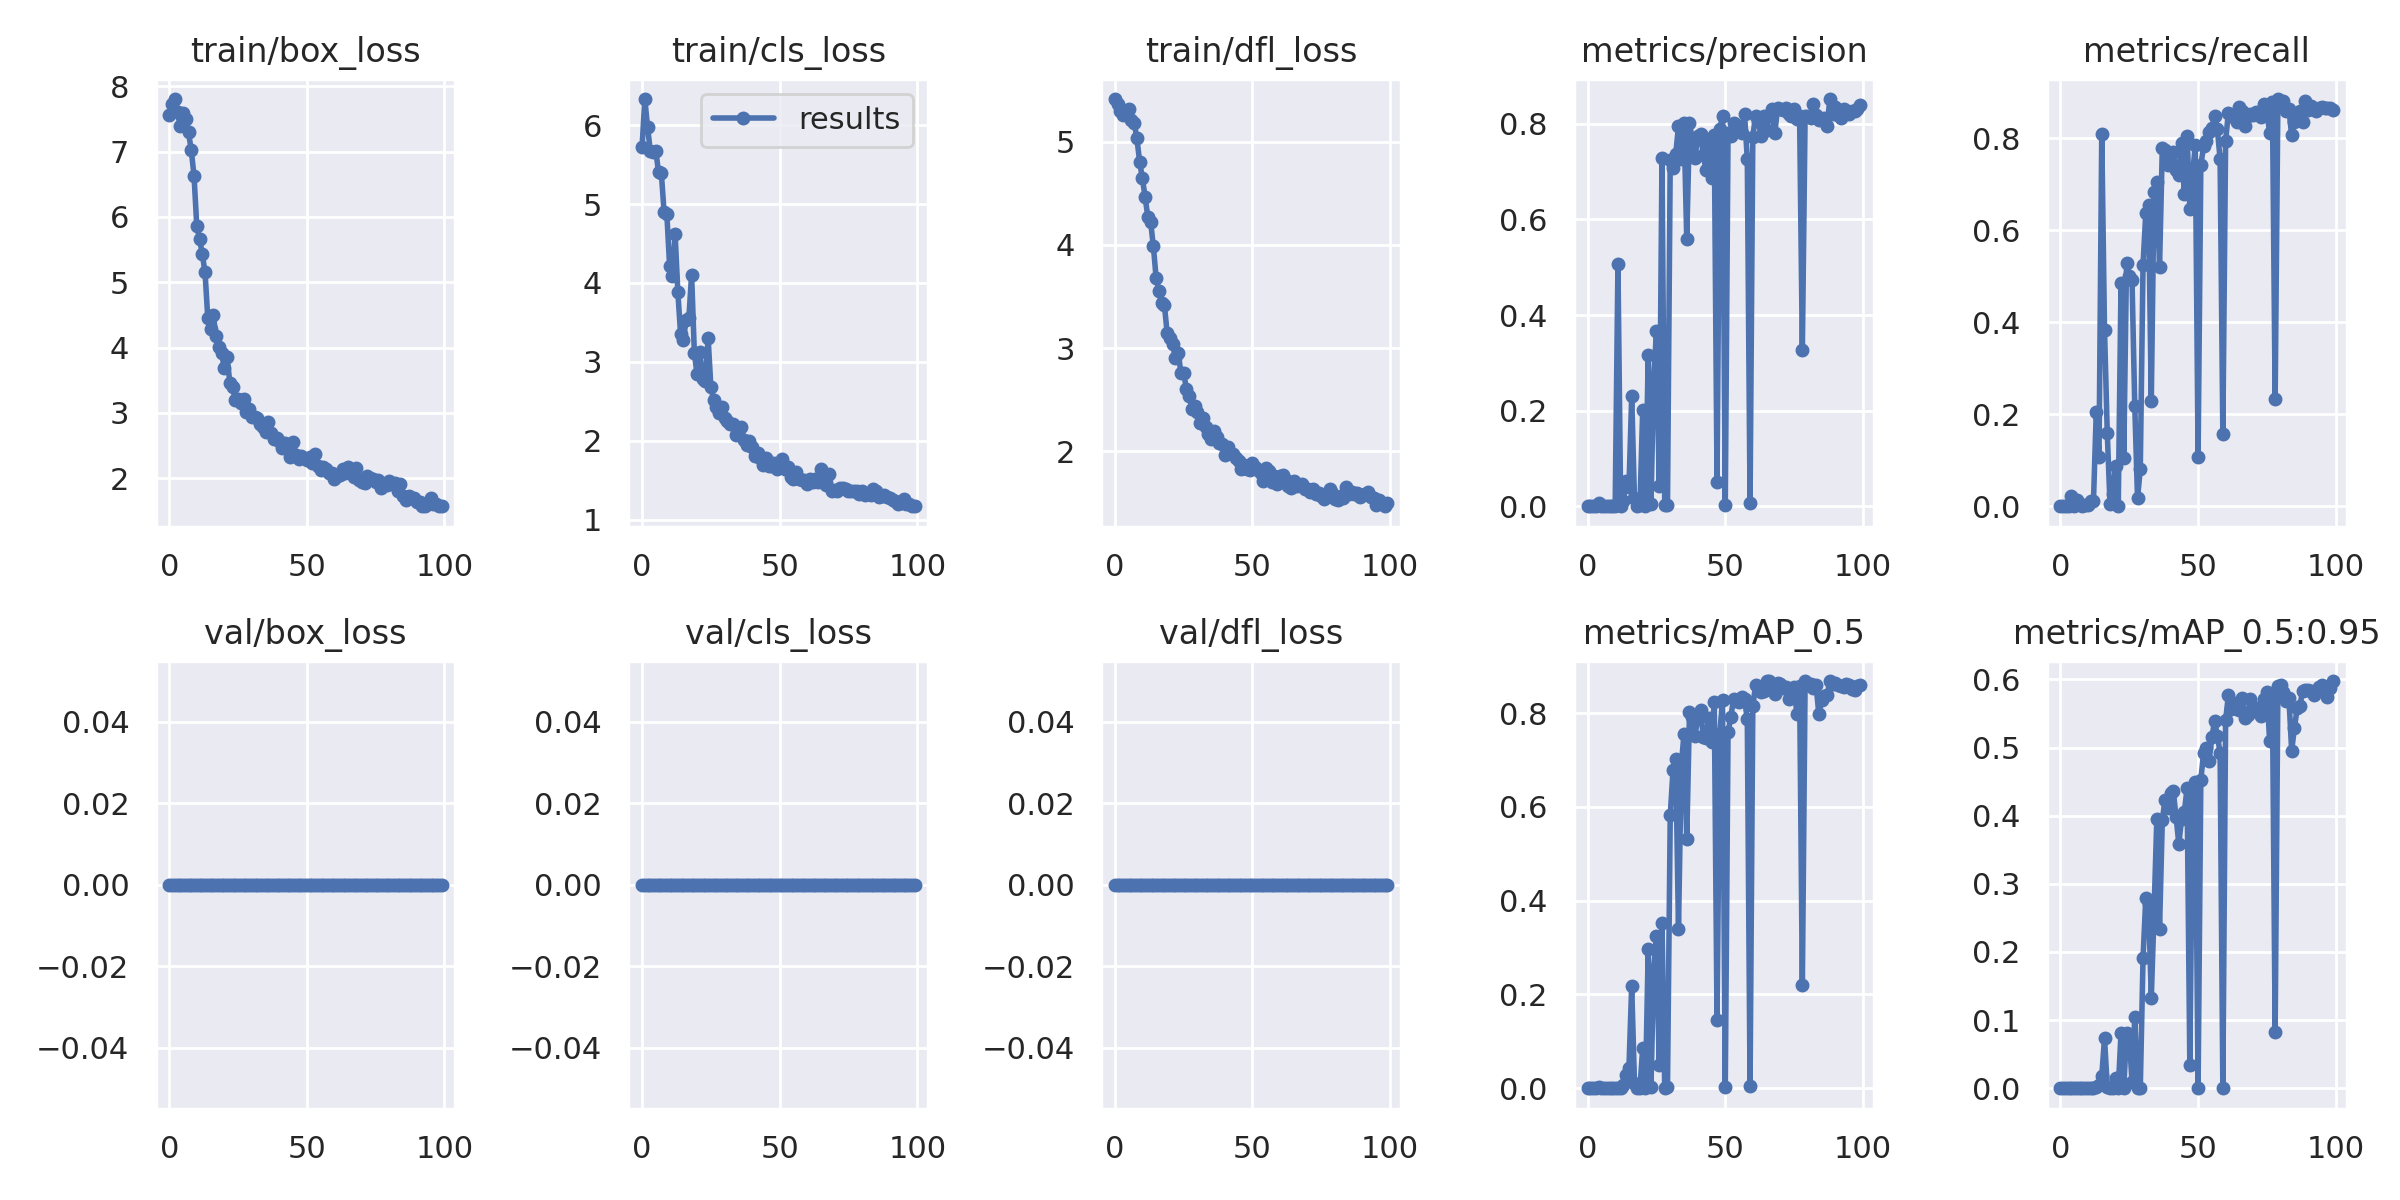 train/box_loss
train/cls_loss
train/dfl_loss
metrics/precision
metrics/recall
8
7
6
5
4
3
2
0 50 100
results
6
5
4
3
2
1
0 50 100
5
4
3
2
0 50 100
0.8
0.6
0.4
0.2
0.0
0 50 100
0.8
0.6
0.4
0.2
0.0
0 50 100
val/box_loss
val/cls_loss
val/dfl_loss
metrics/mAP_0.5
metrics/mAP_0.5:0.95
0.04
0.02
0.00
−0.02
−0.04
0 50 100
0.04
0.02
0.00
−0.02
−0.04
0 50 100
0.04
0.02
0.00
−0.02
−0.04
0 50 100
0.8
0.6
0.4
0.2
0.0
0 50 100
0.6
0.5
0.4
0.3
0.2
0.1
0.0
0 50 100